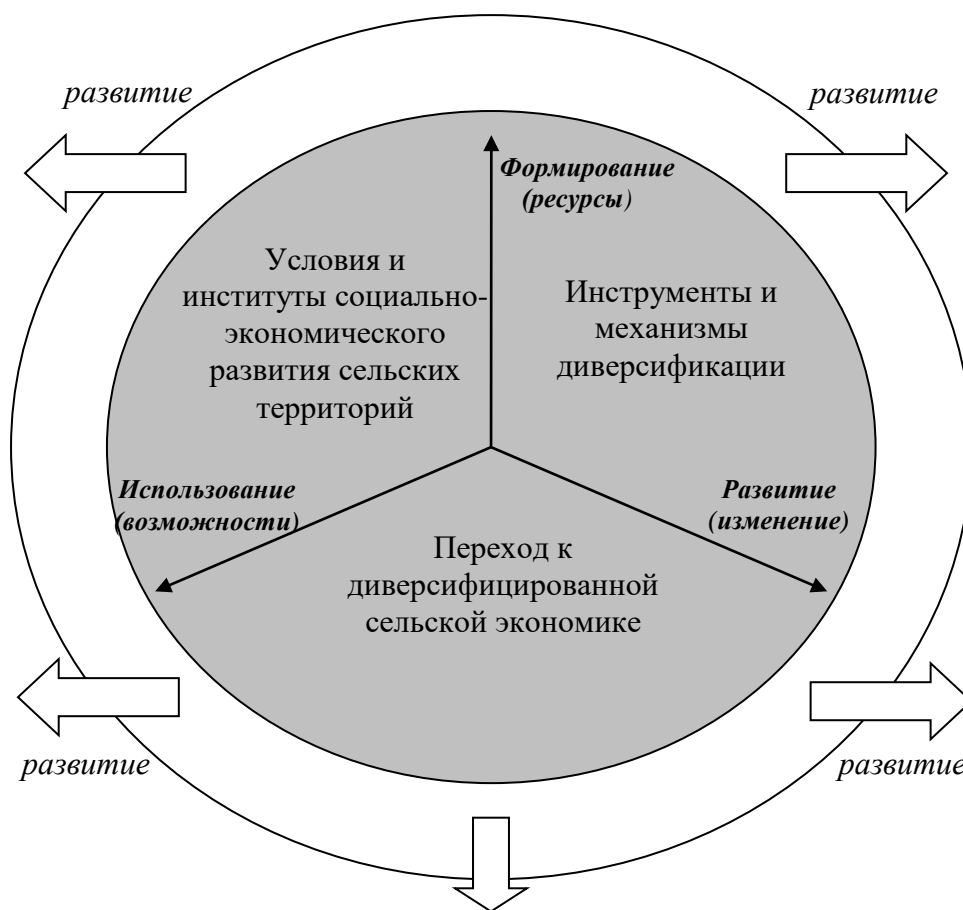 развитие
развитие
Формирование
(ресурсы)
Условия и
институты социально-
экономического
развития сельских
территорий
Инструменты и
механизмы
диверсификации
Использование
(возможности)
Развитие
(изменение)
Переход к
диверсифицированной
сельской экономике
развитие
развитие